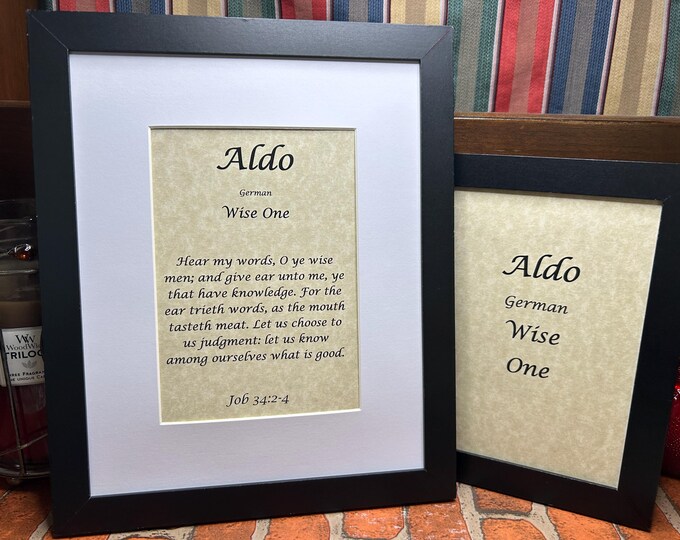 Aldo
German
Wise One
Hear my words, O ye wise
men; and give ear unto me, ye
that have knowledge. For the
ear trieth words, as the mouth
tasteth meat. Let us choose to
us judgment: let us know
among ourselves what is good.
Job 34:2-4
Aldo
German
Wise
One
WoodWick
TRILOGY